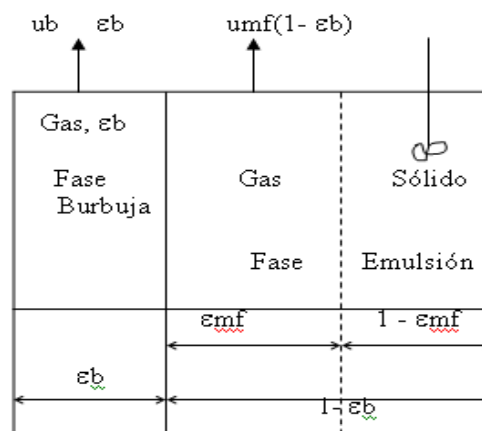 ub εb umf(1- εb)
Gas, εb
Fase Gas Sólido
Burbuja
Fase Emulsión
εmf 1 - εmf
εb
1- εb